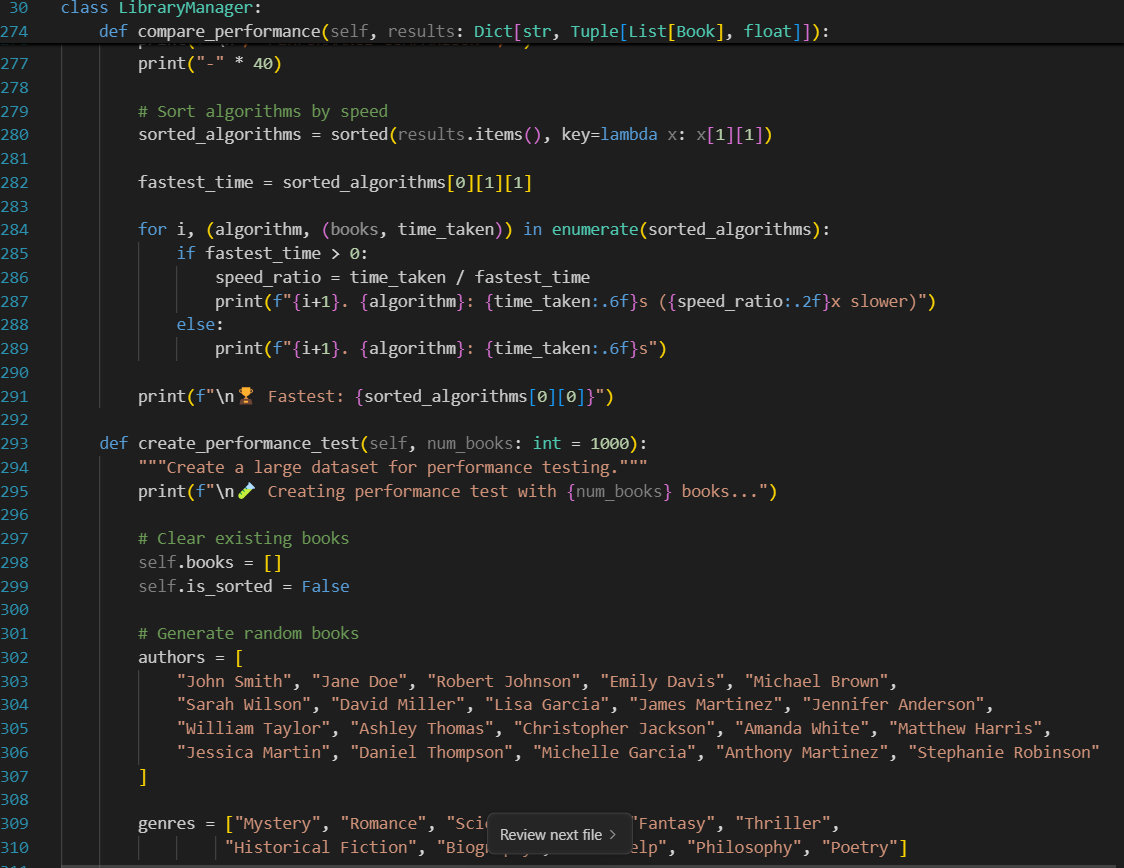 30 class LibraryManager:
274 def compare_performance(self, results: Dict[str, Tuple[List[Book], float]]):
277 print("-" * 40)
278
279 # Sort algorithms by speed
280 sorted_algorithms = sorted(results.items(), key=lambda x: x[1][1])
281
282 fastest_time = sorted_algorithms[0][1][1]
283
284 for i, (algorithm, (books, time_taken)) in enumerate(sorted_algorithms):
285 if fastest_time > 0:
286 speed_ratio = time_taken / fastest_time
287 print(f"{i+1}. {algorithm}: {time_taken:.6f}s ({speed_ratio:.2f}x slower)")
288 else:
289 print(f"{i+1}. {algorithm}: {time_taken:.6f}s")
290
291 print(f"\n🏆 Fastest: {sorted_algorithms[0][0]}")
292
293 def create_performance_test(self, num_books: int = 1000):
294 """Create a large dataset for performance testing."""
295 print(f"\n🧪 Creating performance test with {num_books} books...")
296
297 # Clear existing books
298 self.books = []
299 self.is_sorted = False
300
301 # Generate random books
302 authors = [
303 "John Smith", "Jane Doe", "Robert Johnson", "Emily Davis", "Michael Brown",
304 "Sarah Wilson", "David Miller", "Lisa Garcia", "James Martinez", "Jennifer Anderson",
305 "William Taylor", "Ashley Thomas", "Christopher Jackson", "Amanda White", "Matthew Harris",
306 "Jessica Martin", "Daniel Thompson", "Michelle Garcia", "Anthony Martinez", "Stephanie Robinson"
307 ]
308
309 genres = ["Mystery", "Romance", "Sci "Fantasy", "Thriller",
Review next file >
310 "Historical Fiction", "Biography elp", "Philosophy", "Poetry"]